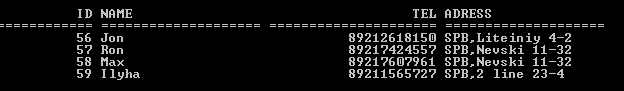 ID NAME TEL ADRESS
============ ======================== ==================== ====================
56 Jon 89212618150 SPB,Liteiniy 4-2
57 Ron 89217424557 SPB,Nevski 11-32
58 Max 89217607961 SPB,Nevski 11-32
59 Ilyha 89211565727 SPB,2 line 23-4